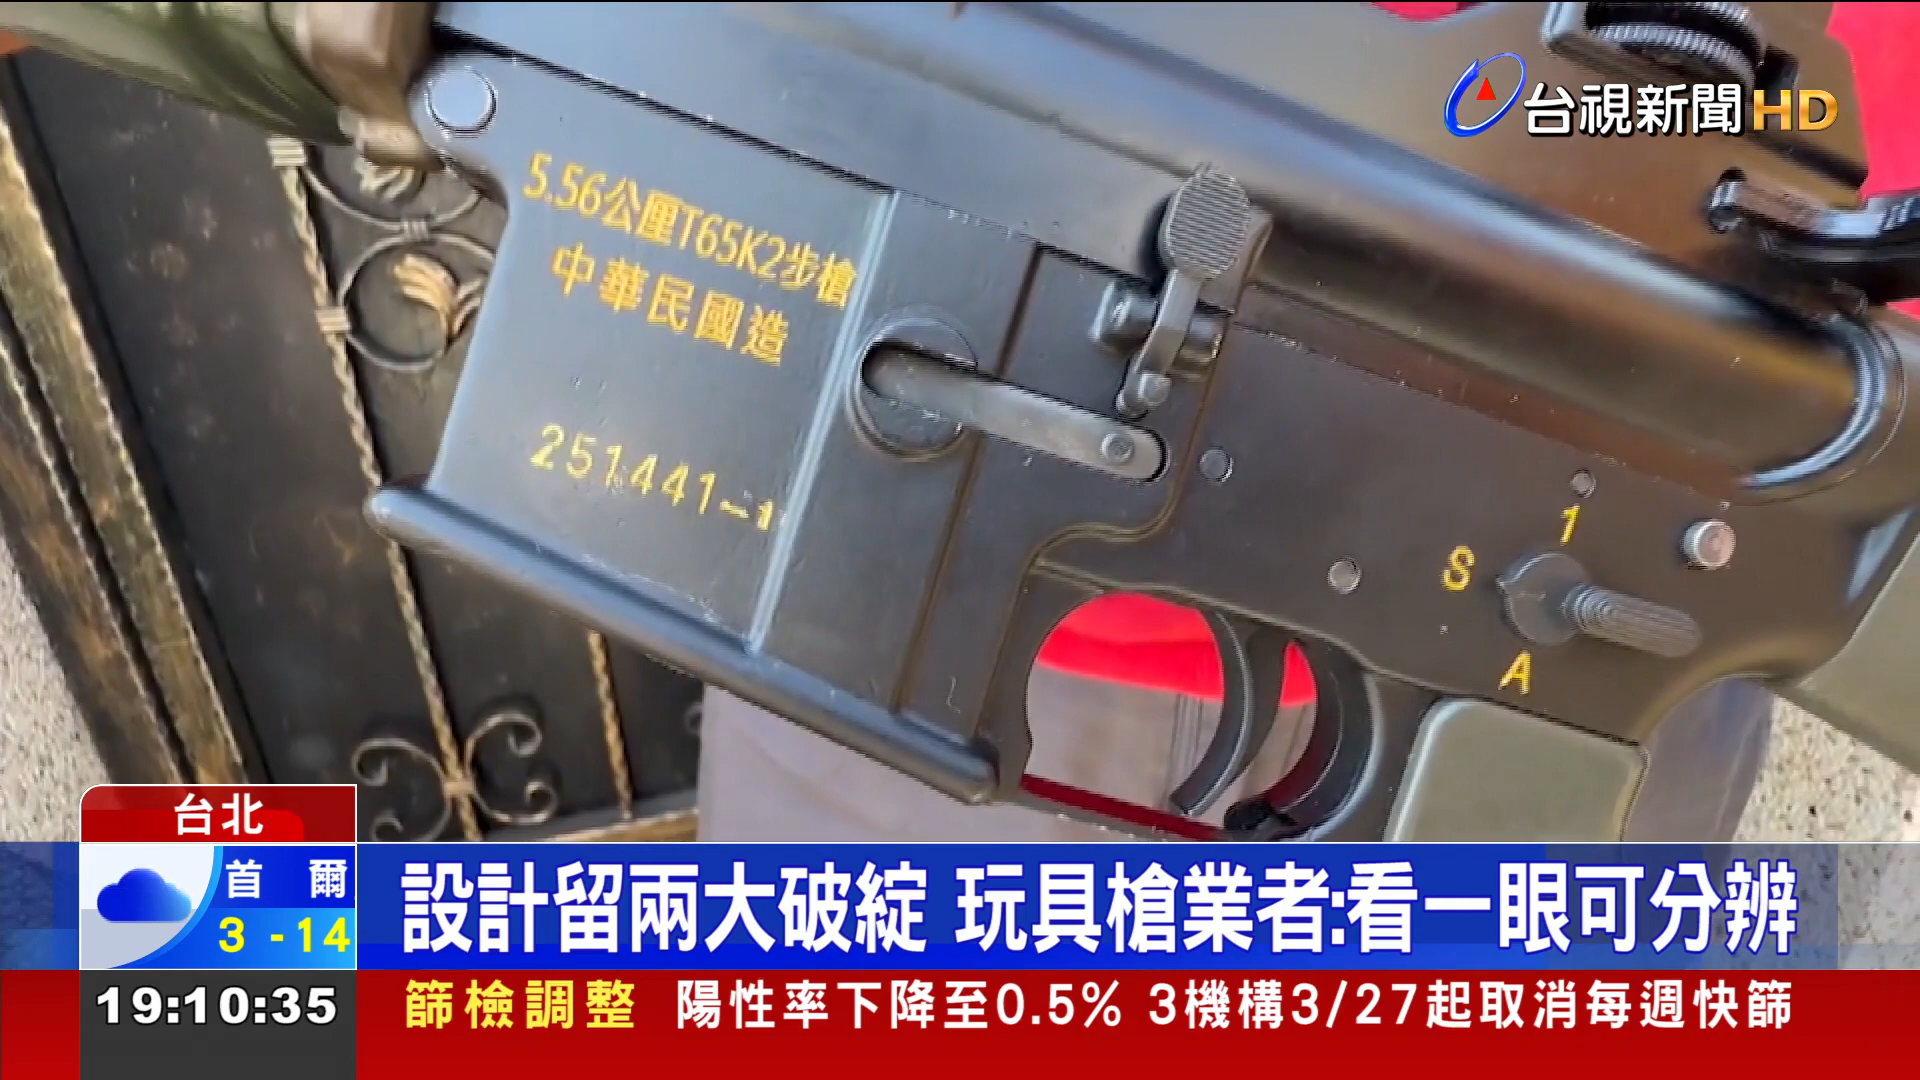 台視新聞HD
5.56公厘T65K2步槍
中華民國造
251441-1
1
S
A
台北
首爾
3 - 14
設計留兩大破綻 玩具槍業者:看一眼可分辨
19:10:35
篩檢調整 陽性率下降至0.5% 3機構3/27起取消每週快篩